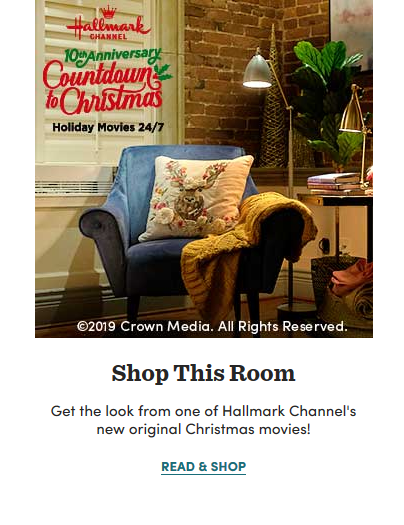 Hallmark
CHANNEL
10th Anniversary
Countdown
to Christmas
Holiday Movies 24/7
©2019 Crown Media. All Rights Reserved.
Shop This Room
Get the look from one of Hallmark Channel's
new original Christmas movies!
READ & SHOP